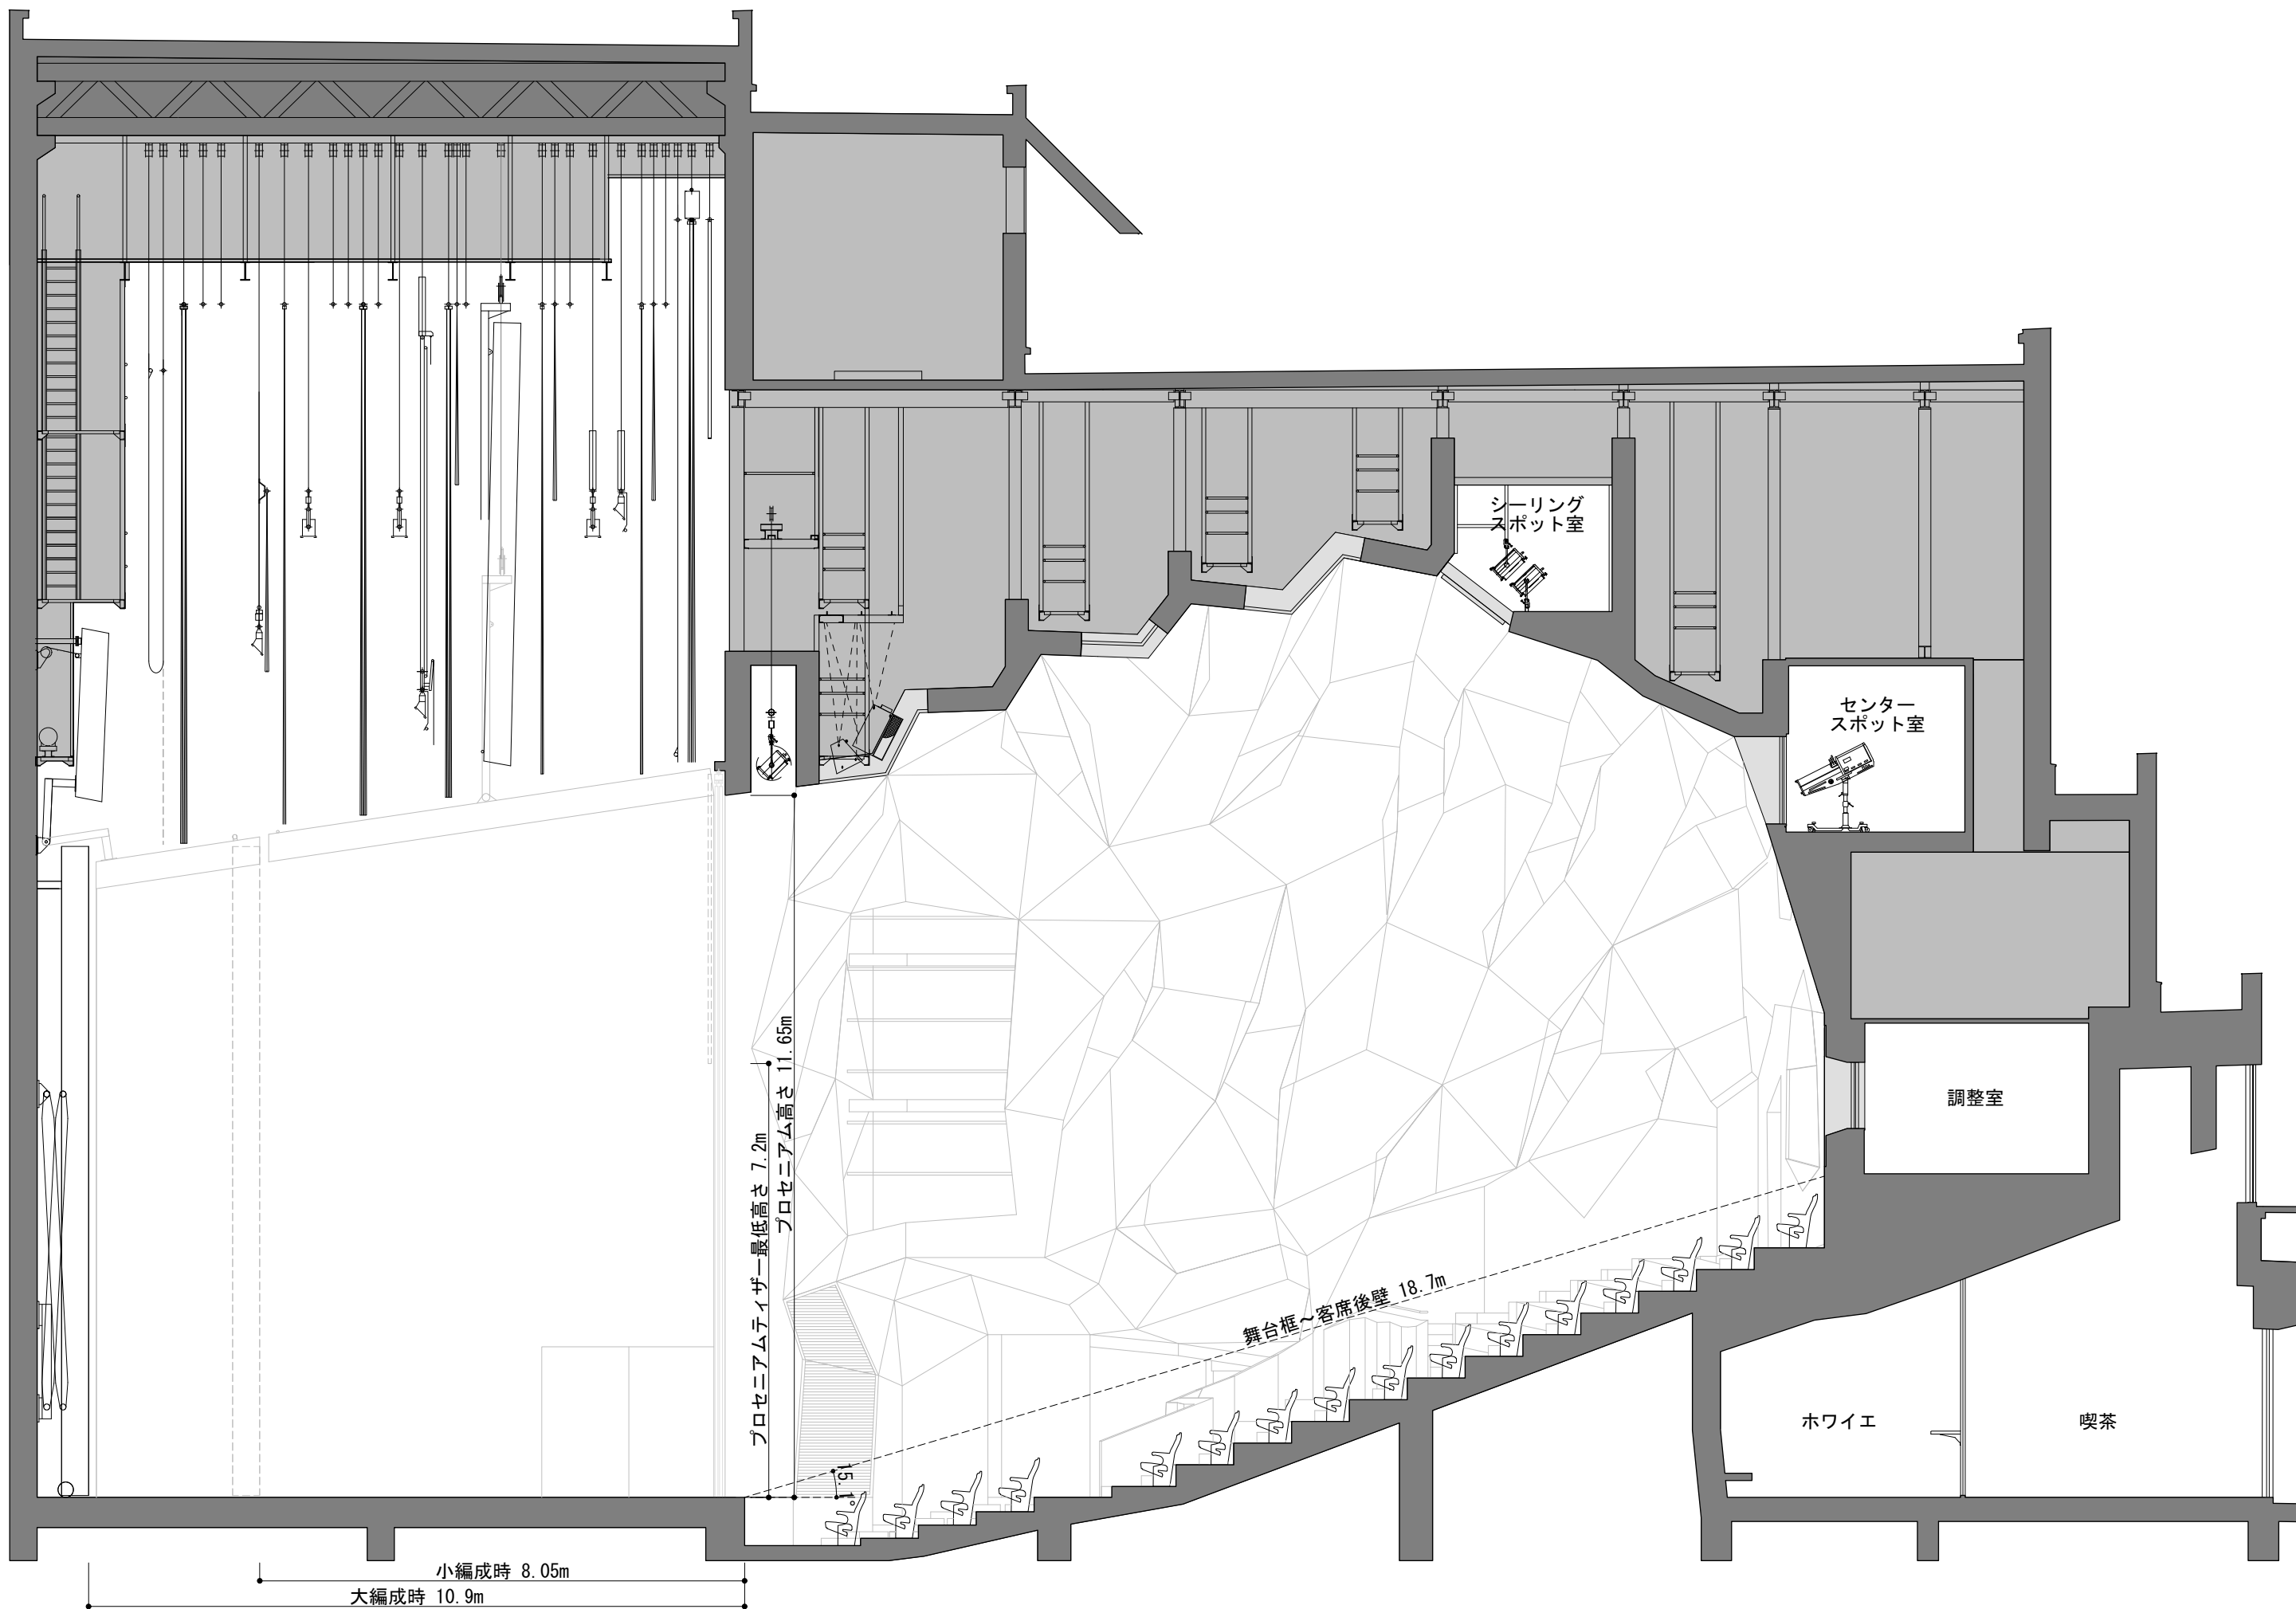 シーリング
スポット室
センター
スポット室
調整室
プロセニアム高さ 11.65m
プロセニアムティザー最低高さ 7.2m
舞台框～客席後壁 18.7m
15.1°
ホワイエ
喫茶
小編成時 8.05m
大編成時 10.9m